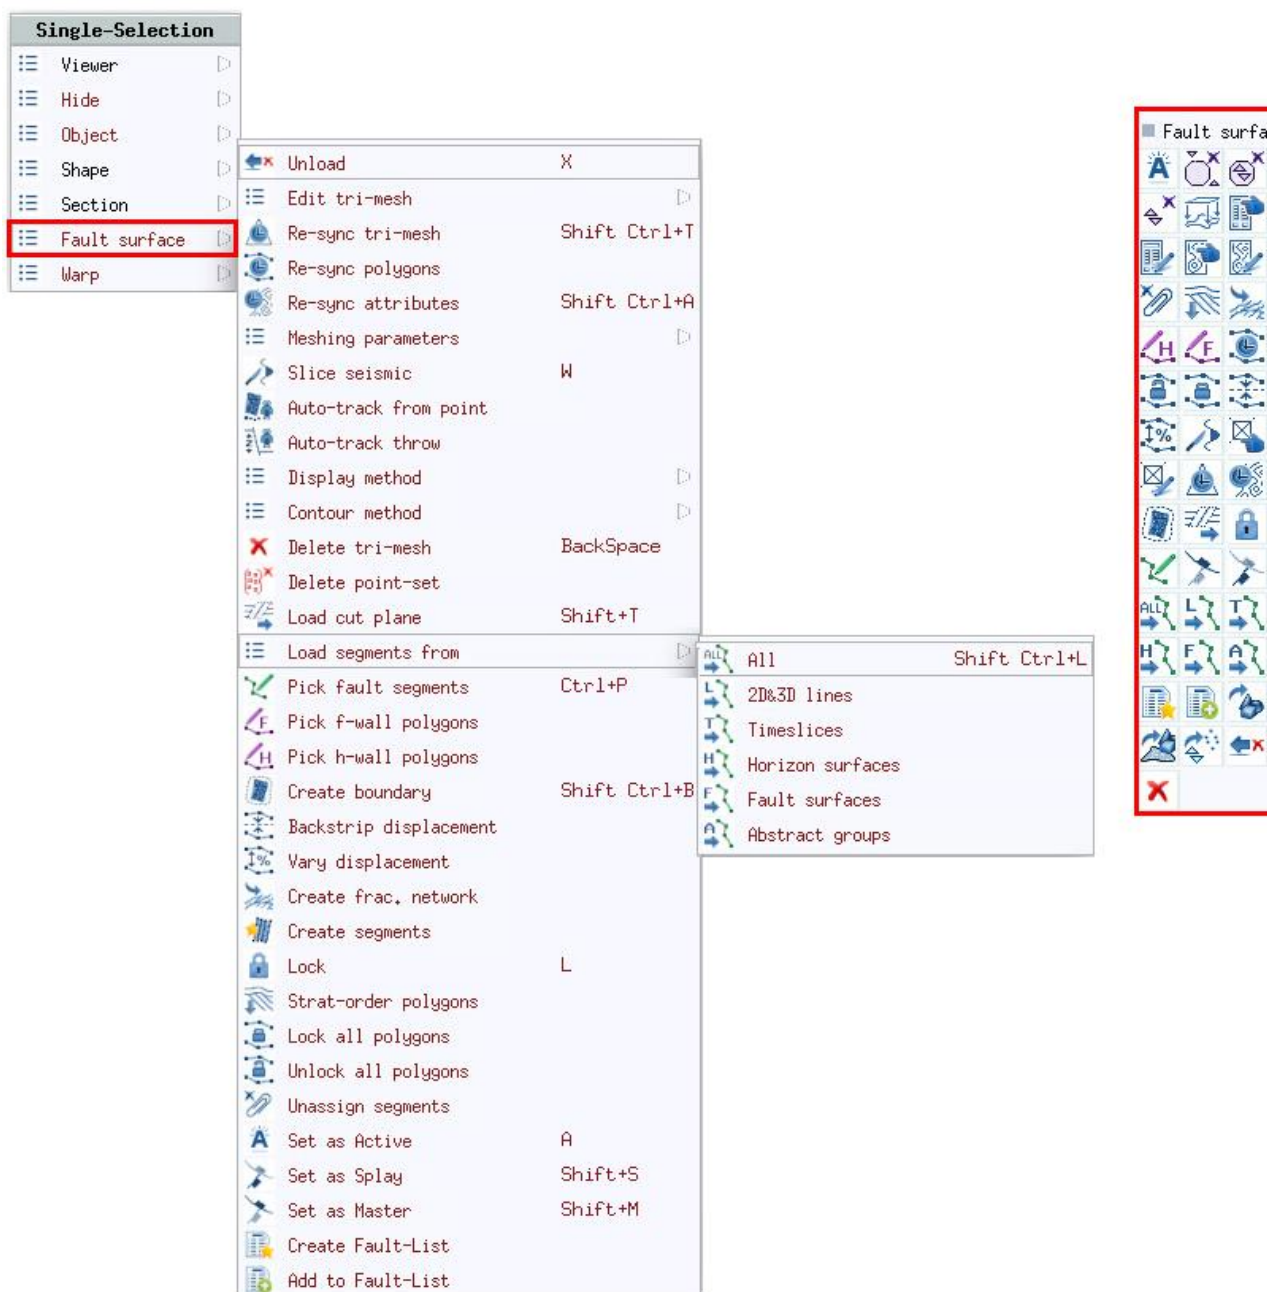 Single-Selection
Viewer
Hide
Object
Shape
Section
Fault surface
Warp
Unload X
Edit tri-mesh
Re-sync tri-mesh Shift Ctrl+T
Re-sync polygons
Re-sync attributes Shift Ctrl+A
Meshing parameters
Slice seismic W
Auto-track from point
Auto-track throw
Display method
Contour method
Delete tri-mesh BackSpace
Delete point-set
Load cut plane Shift+T
Load segments from
Pick fault segments Ctrl+P
Pick f-wall polygons
Pick h-wall polygons
Create boundary Shift Ctrl+B
Backstrip displacement
Vary displacement
Create frac. network
Create segments
Lock L
Strat-order polygons
Lock all polygons
Unlock all polygons
Unassign segments
Set as Active A
Set as Splay Shift+S
Set as Master Shift+M
Create Fault-List
Add to Fault-List
All Shift Ctrl+L
2D&3D lines
Timeslices
Horizon surfaces
Fault surfaces
Abstract groups
Fault surfa
A
H F
%
ALL L T
H F A